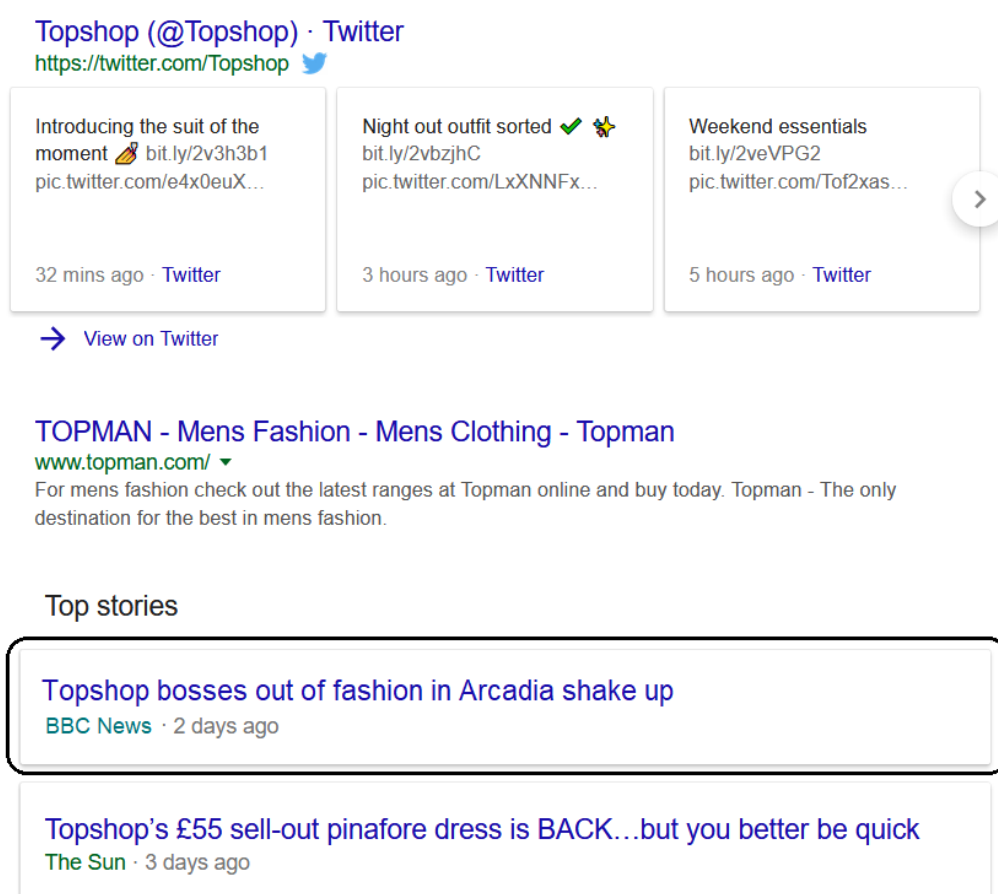 Topshop (@Topshop) · Twitter
https://twitter.com/Topshop
Introducing the suit of the
moment 💅 bit.ly/2v3h3b1
pic.twitter.com/e4x0euX...
32 mins ago · Twitter
Night out outfit sorted ✔ ✨
bit.ly/2vbzjhC
pic.twitter.com/LxXNNFx...
3 hours ago · Twitter
Weekend essentials
bit.ly/2veVPG2
pic.twitter.com/Tof2xas...
5 hours ago · Twitter
View on Twitter
TOPMAN - Mens Fashion - Mens Clothing - Topman
www.topman.com/
For mens fashion check out the latest ranges at Topman online and buy today. Topman - The only
destination for the best in mens fashion.
Top stories
Topshop bosses out of fashion in Arcadia shake up
BBC News · 2 days ago
Topshop’s £55 sell-out pinafore dress is BACK…but you better be quick
The Sun · 3 days ago